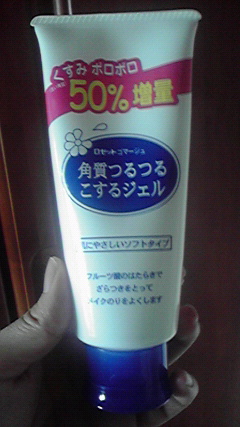 くすみ ポロポロ
50%増量
ロゼットゴマージュ
角質つるつる
こするジェル
肌にやさしいソフトタイプ
フルーツ酸のはたらきで
ざらつきをとって
メイクのりをよくします